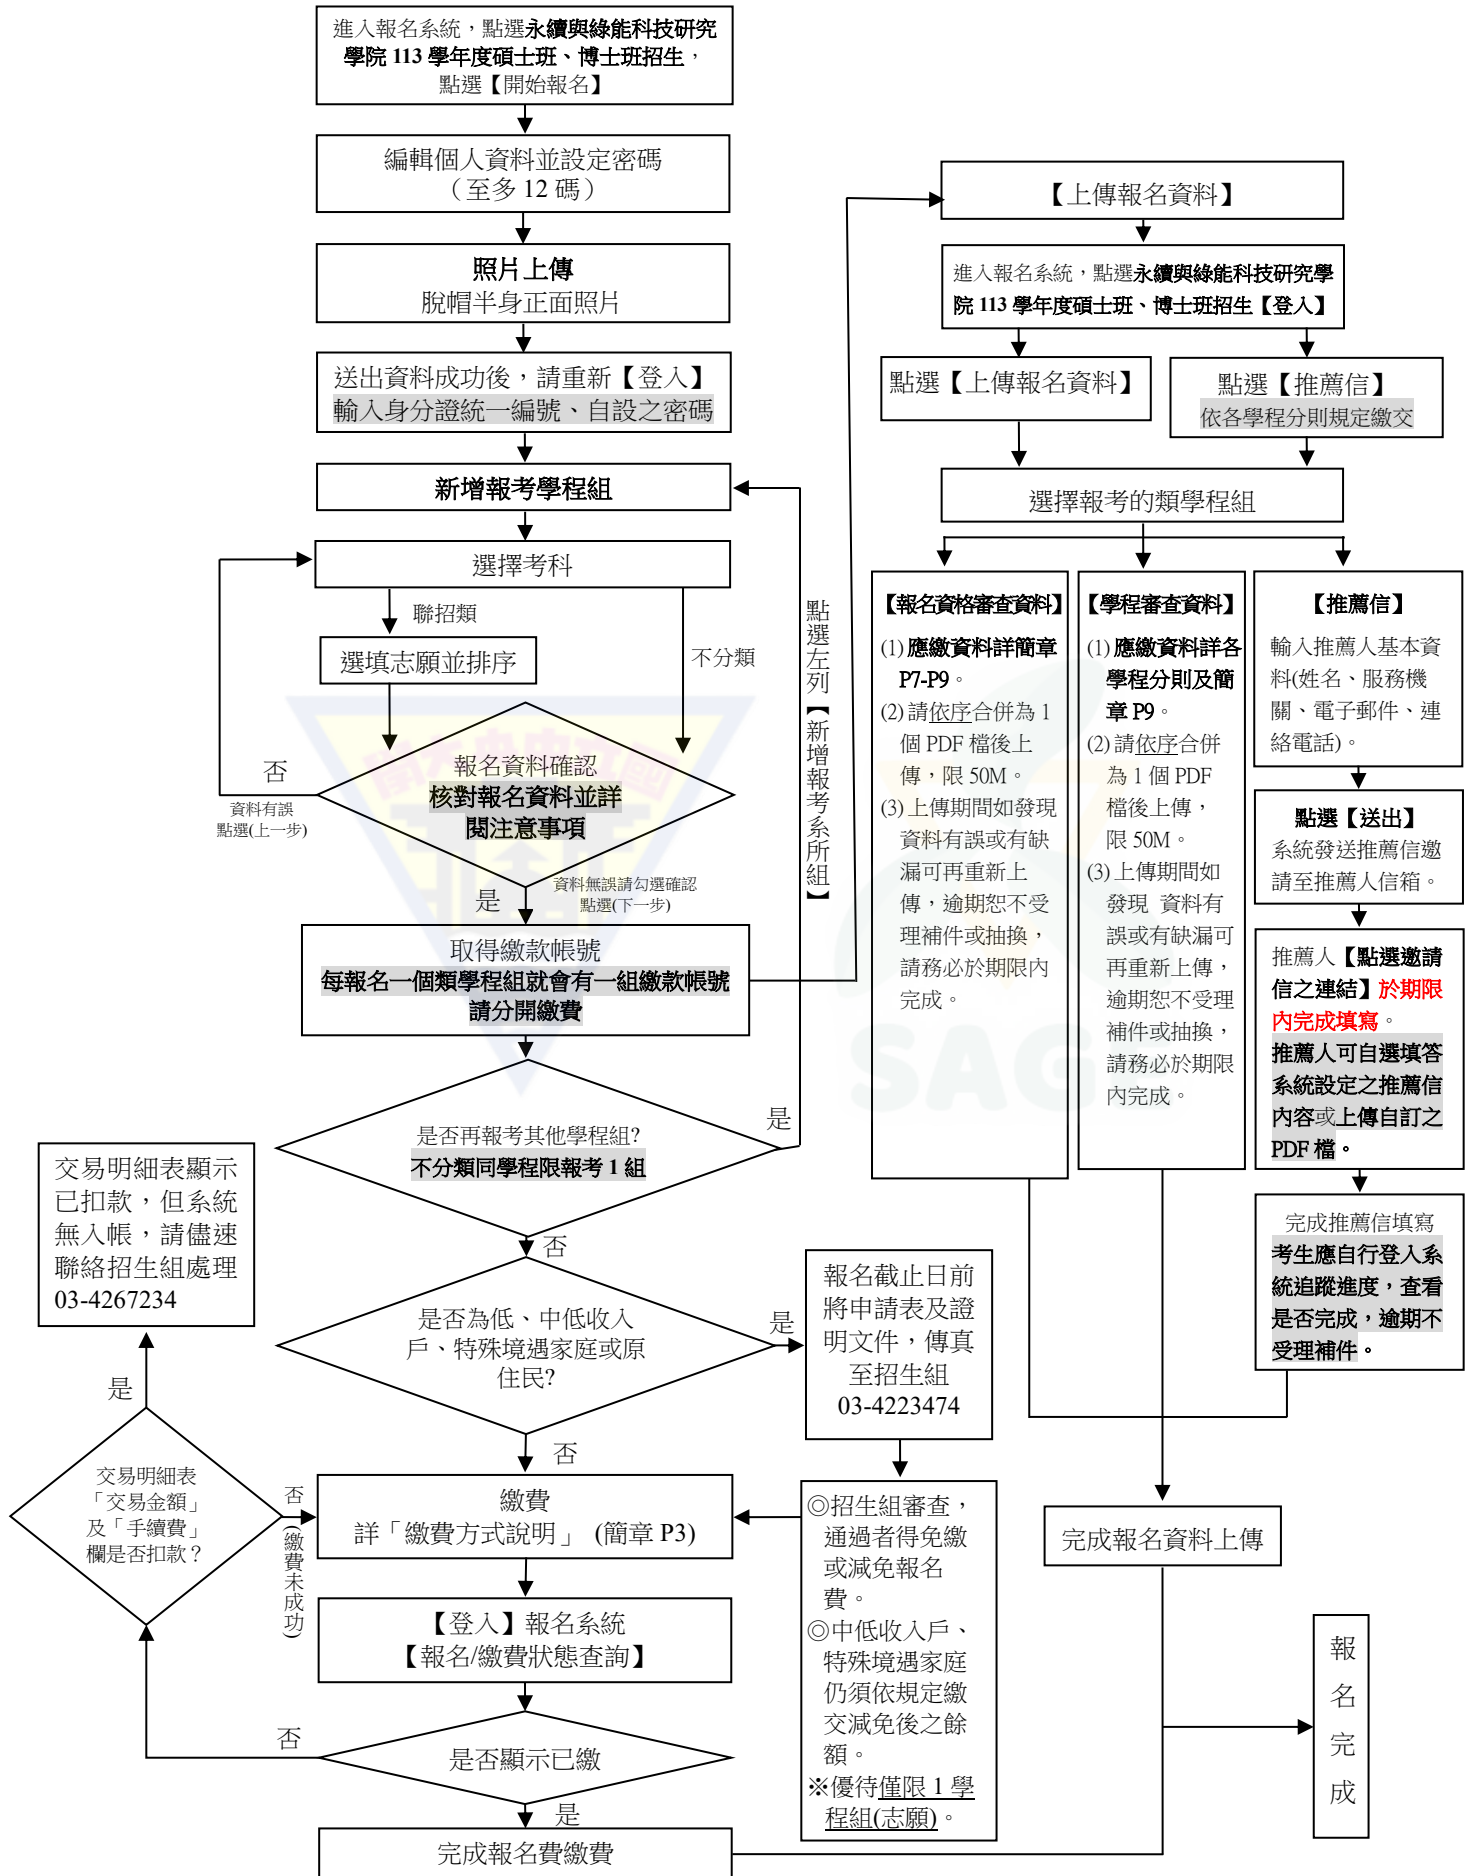 進入報名系統，點選永續與綠能科技研究
學院 113 學年度碩士班、博士班招生，
點選【開始報名】
編輯個人資料並設定密碼
（至多 12 碼）
照片上傳
脫帽半身正面照片
送出資料成功後，請重新【登入】
輸入身分證統一編號、自設之密碼
新增報考學程組
選擇考科
聯招類
選填志願並排序
不分類
報名資料確認
核對報名資料並詳
閱注意事項
否
資料有誤
點選(上一步)
是
資料無誤請勾選確認
點選(下一步)
點選左列【新增報考系所組】
取得繳款帳號
每報名一個類學程組就會有一組繳款帳號
請分開繳費
是否再報考其他學程組?
不分類同學程限報考 1 組
是
否
是否為低、中低收入
戶、特殊境遇家庭或原
住民?
是
否
報名截止日前
將申請表及證
明文件，傳真
至招生組
03-4223474
◎招生組審查，
通過者得免繳
或減免報名
費。
◎中低收入戶、
特殊境遇家庭
仍須依規定繳
交減免後之餘
額。
※優待僅限 1 學
程組(志願)。
繳費
詳「繳費方式說明」 (簡章 P3)
【登入】報名系統
【報名/繳費狀態查詢】
是否顯示已繳
否
是
完成報名費繳費
交易明細表
「交易金額」
及「手續費」
欄是否扣款？
否(繳費未成功)
是
交易明細表顯示
已扣款，但系統
無入帳，請儘速
聯絡招生組處理
03-4267234
【上傳報名資料】
進入報名系統，點選永續與綠能科技研究學
院 113 學年度碩士班、博士班招生【登入】
點選【上傳報名資料】
點選【推薦信】
依各學程分則規定繳交
選擇報考的類學程組
【報名資格審查資料】
(1) 應繳資料詳簡章
P7-P9。
(2) 請依序合併為 1
個 PDF 檔後上
傳，限 50M。
(3) 上傳期間如發現
資料有誤或有缺
漏可再重新上
傳，逾期恕不受
理補件或抽換，
請務必於期限內
完成。
【學程審查資料】
(1) 應繳資料詳各
學程分則及簡
章 P9。
(2) 請依序合併
為 1 個 PDF
檔後上傳，
限 50M。
(3) 上傳期間如
發現 資料有
誤或有缺漏可
再重新上傳，
逾期恕不受理
補件或抽換，
請務必於期限
內完成。
【推薦信】
輸入推薦人基本資
料(姓名、服務機
關、電子郵件、連
絡電話)。
點選【送出】
系統發送推薦信邀
請至推薦人信箱。
推薦人【點選邀請
信之連結】於期限
內完成填寫。
推薦人可自選填答
系統設定之推薦信
內容或上傳自訂之
PDF 檔。
完成推薦信填寫
考生應自行登入系
統追蹤進度，查看
是否完成，逾期不
受理補件。
完成報名資料上傳
報名完成
國立中央大學
SAGE